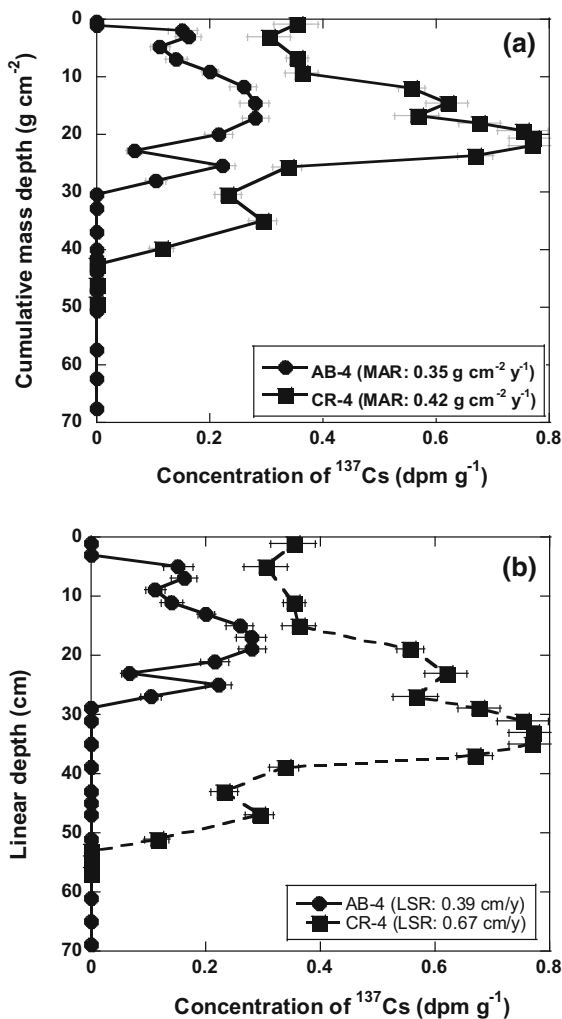 (a)
0
10
20
30
40
50
60
70
Cumulative mass depth (g cm⁻²)
AB-4 (MAR: 0.35 g cm⁻² y⁻¹)
CR-4 (MAR: 0.42 g cm⁻² y⁻¹)
0 0.2 0.4 0.6 0.8
Concentration of ¹³⁷Cs (dpm g⁻¹)
(b)
0
10
20
30
40
50
60
70
Linear depth (cm)
AB-4 (LSR: 0.39 cm/y)
CR-4 (LSR: 0.67 cm/y)
0 0.2 0.4 0.6 0.8
Concentration of ¹³⁷Cs (dpm g⁻¹)